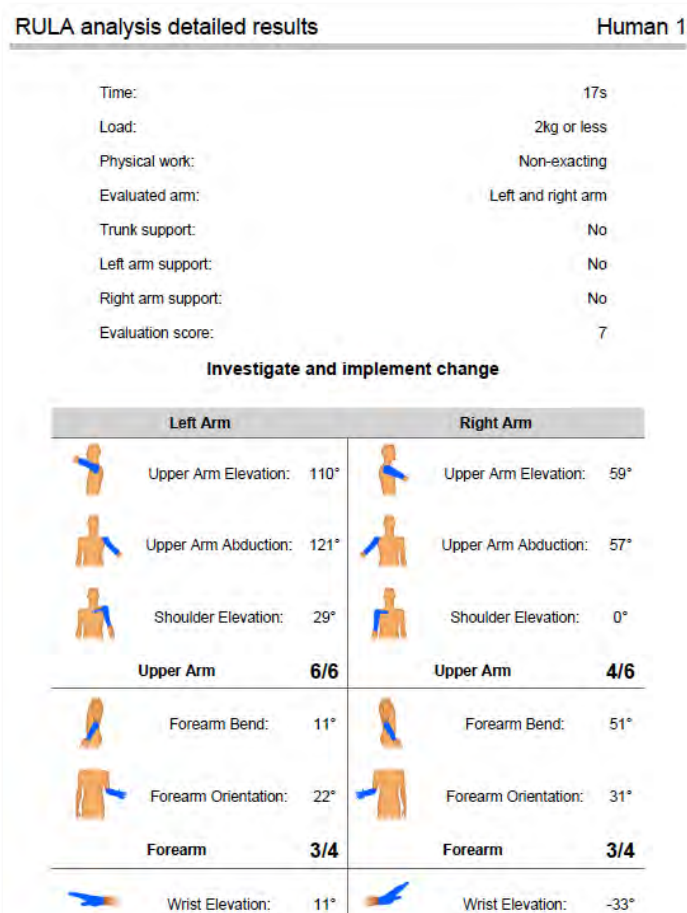 RULA analysis detailed results Human 1
Time: 17s
Load: 2kg or less
Physical work: Non-exacting
Evaluated arm: Left and right arm
Trunk support: No
Left arm support: No
Right arm support: No
Evaluation score: 7
Investigate and implement change
Left Arm Right Arm
Upper Arm Elevation: 110° Upper Arm Elevation: 59°
Upper Arm Abduction: 121° Upper Arm Abduction: 57°
Shoulder Elevation: 29° Shoulder Elevation: 0°
Upper Arm 6/6 Upper Arm 4/6
Forearm Bend: 11° Forearm Bend: 51°
Forearm Orientation: 22° Forearm Orientation: 31°
Forearm 3/4 Forearm 3/4
Wrist Elevation: 11° Wrist Elevation: -33°